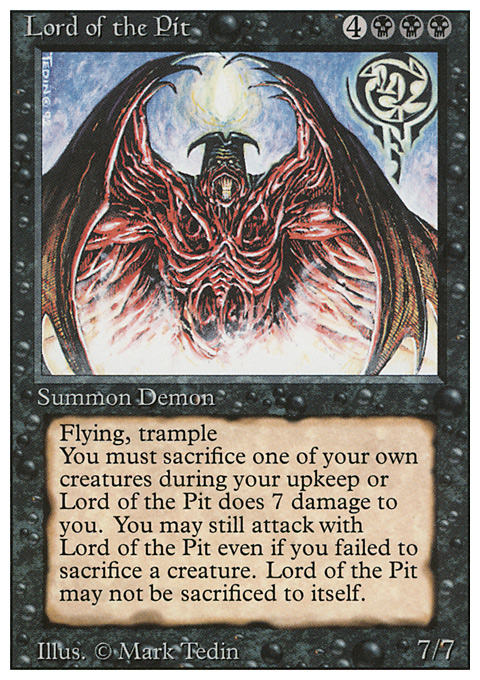 Lord of the Pit 4
TEDIN © 92
Summon Demon
Flying, trample
You must sacrifice one of your own
creatures during your upkeep or
Lord of the Pit does 7 damage to
you. You may still attack with
Lord of the Pit even if you failed to
sacrifice a creature. Lord of the Pit
may not be sacrificed to itself.
Illus. © Mark Tedin 7/7